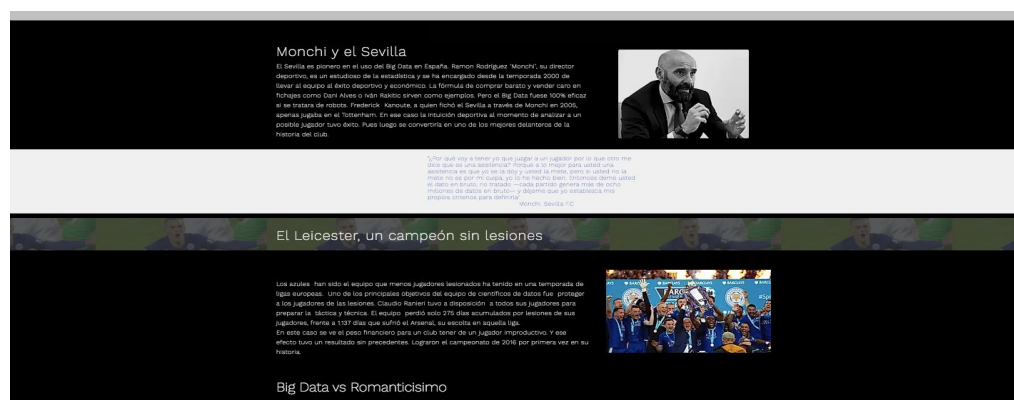 Monchi y el Sevilla
El Sevilla es pionero en el uso del Big Data en España. Ramon Rodríguez "Monchi", su director
deportivo, es un estudioso de la estadística y se ha encargado desde la temporada 2000 de
llevar al equipo al éxito deportivo y económico. La fórmula de comprar barato y vender caro en
fichajes como Dani Alves o Iván Rakitic sirven como ejemplos. Pero el Big Data fuese 100% eficaz
si se tratara de robots. Frederick Kanoute, a quien fichó el Sevilla a través de Monchi en 2005,
apenas jugaba en el Tottenham. En ese caso la intuición deportiva al momento de analizar a un
posible jugador tuvo éxito. Pues luego se convertiría en uno de los mejores delanteros de la
historia del club.
"¿Por qué voy a tener yo que juzgar a un jugador por lo que otro me
dice que es una asistencia? Porque a lo mejor para usted una
asistencia es que yo se la doy y usted la mete, pero si usted no la
mete no es por mi culpa, yo lo he hecho bien. Entonces deme usted
el dato en bruto, no tratado —cada partido genera más de ocho
millones de datos en bruto— y déjeme que yo establezca mis
propios criterios para definirla"
Monchi. Sevilla F.C
El Leicester, un campeón sin lesiones
Los azules han sido el equipo que menos jugadores lesionados ha tenido en una temporada de
ligas europeas. Uno de los principales objetivos del equipo de científicos de datos fue proteger
a los jugadores de las lesiones. Claudio Ranieri tuvo a disposición a todos sus jugadores para
preparar la táctica y técnica. El equipo perdió solo 275 días acumulados por lesiones de sus
jugadores, frente a 1.137 días que sufrió el Arsenal, su escolta en aquella liga.
En este caso se ve el peso financiero para un club tener de un jugador improductivo. Y ese
efecto tuvo un resultado sin precedentes. Lograron el campeonato de 2016 por primera vez en su
historia.
BARCLAYS
Big Data vs Romanticisimo